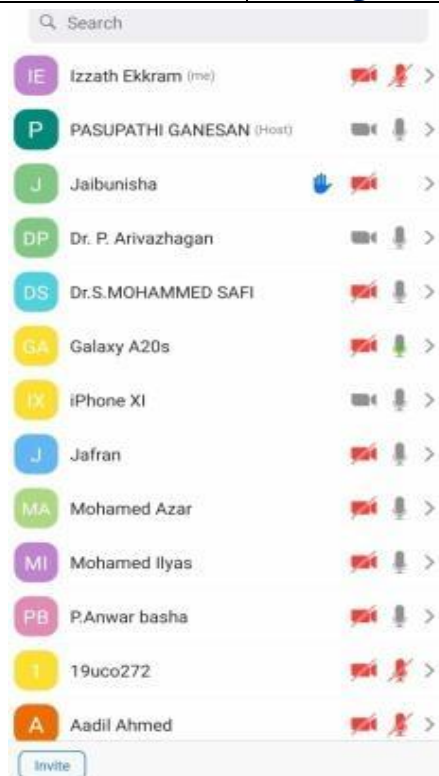 Search
IE Izzath Ekkram (me)
P PASUPATHI GANESAN (Host)
J Jaibunisha
DP Dr. P. Arivazhagan
DS Dr.S.MOHAMMED SAFI
GA Galaxy A20s
IX iPhone XI
J Jafran
MA Mohamed Azar
MI Mohamed Ilyas
PB P.Anwar basha
1 19uco272
A Aadil Ahmed
Invite